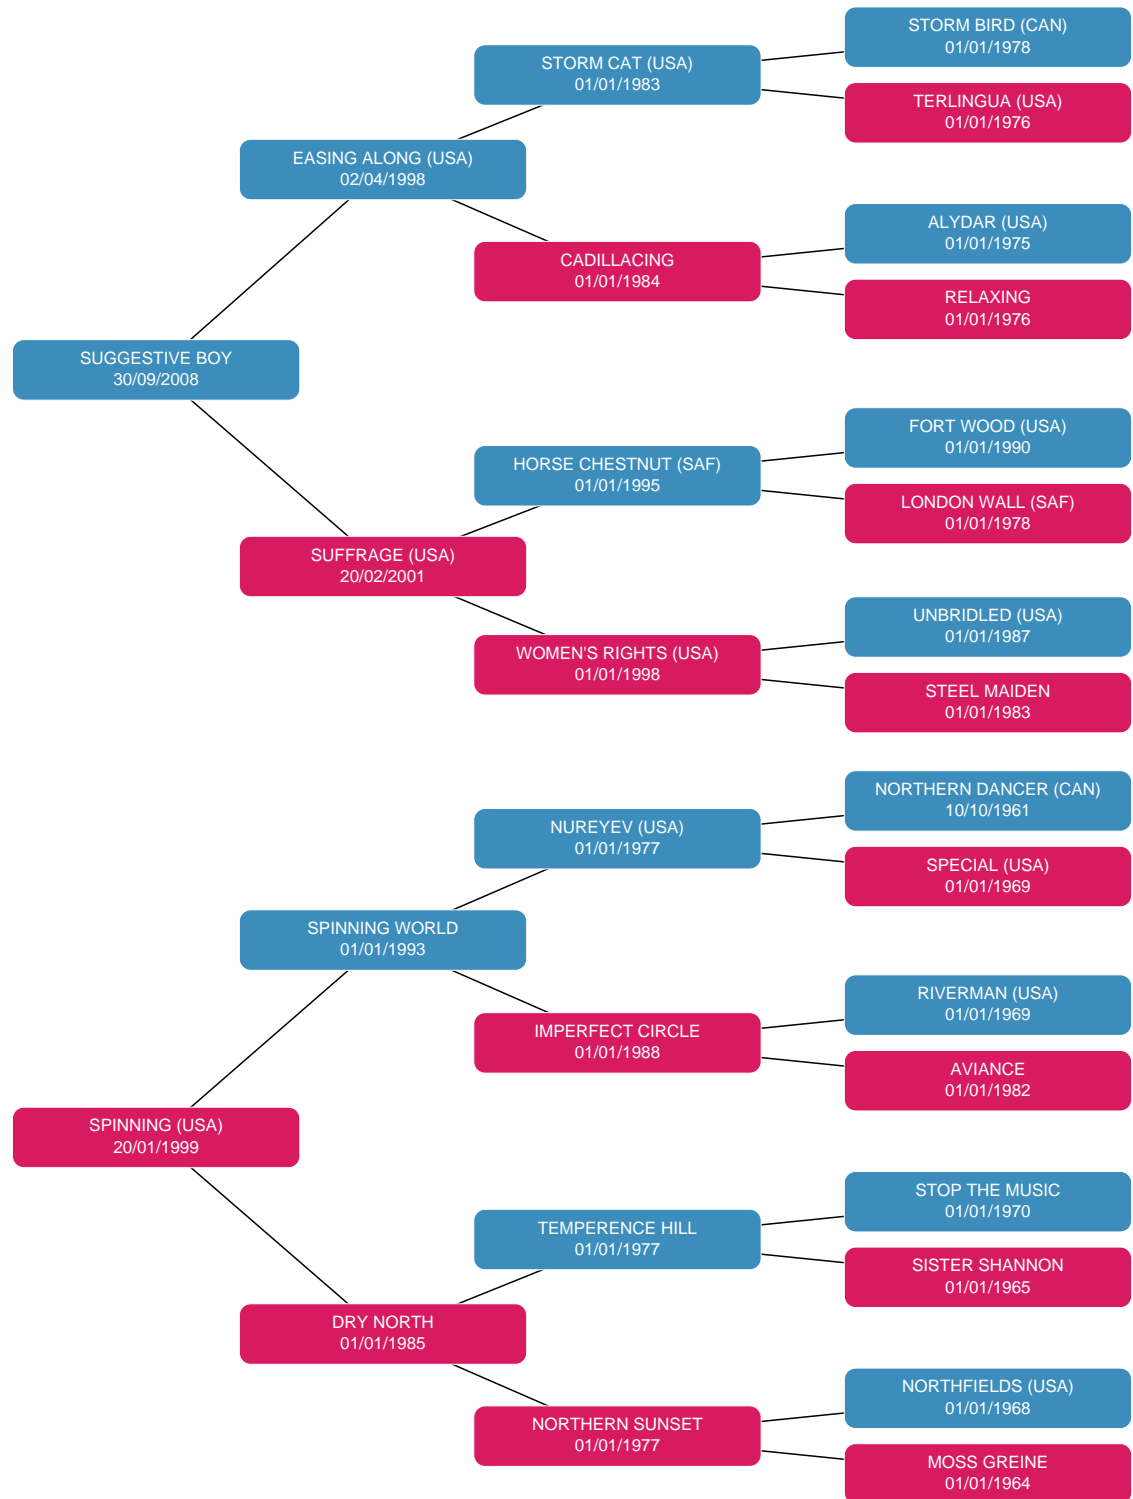 STORM BIRD (CAN)
01/01/1978
STORM CAT (USA)
01/01/1983
TERLINGUA (USA)
01/01/1976
EASING ALONG (USA)
02/04/1998
ALYDAR (USA)
01/01/1975
CADILLACING
01/01/1984
RELAXING
01/01/1976
SUGGESTIVE BOY
30/09/2008
FORT WOOD (USA)
01/01/1990
HORSE CHESTNUT (SAF)
01/01/1995
LONDON WALL (SAF)
01/01/1978
SUFFRAGE (USA)
20/02/2001
UNBRIDLED (USA)
01/01/1987
WOMEN'S RIGHTS (USA)
01/01/1998
STEEL MAIDEN
01/01/1983
NORTHERN DANCER (CAN)
10/10/1961
NUREYEV (USA)
01/01/1977
SPECIAL (USA)
01/01/1969
SPINNING WORLD
01/01/1993
RIVERMAN (USA)
01/01/1969
IMPERFECT CIRCLE
01/01/1988
AVIANCE
01/01/1982
SPINNING (USA)
20/01/1999
STOP THE MUSIC
01/01/1970
TEMPERENCE HILL
01/01/1977
SISTER SHANNON
01/01/1965
DRY NORTH
01/01/1985
NORTHFIELDS (USA)
01/01/1968
NORTHERN SUNSET
01/01/1977
MOSS GREINE
01/01/1964